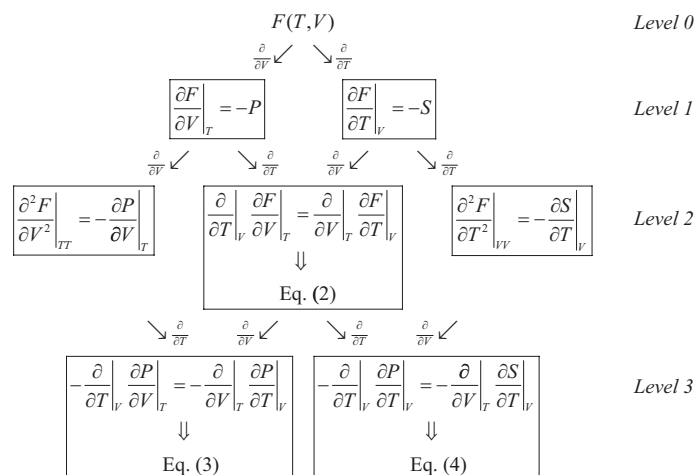 F(T,V) Level 0
∂/∂V ↙ ↘ ∂/∂T
∂F/∂V|_T = −P ∂F/∂T|_V = −S Level 1
∂/∂V ↙ ↘ ∂/∂T ∂/∂V ↙ ↘ ∂/∂T
∂²F/∂V²|_TT = −∂P/∂V|_T ∂/∂T|_V ∂F/∂V|_T = ∂/∂V|_T ∂F/∂T|_V ∂²F/∂T²|_VV = −∂S/∂T|_V Level 2
⇓
Eq. (2)
↘ ∂/∂T ∂/∂V ↙ ↘ ∂/∂T ∂/∂V ↙
−∂/∂T|_V ∂P/∂V|_T = −∂/∂V|_T ∂P/∂T|_V −∂/∂T|_V ∂P/∂T|_V = −∂/∂V|_T ∂S/∂T|_V Level 3
⇓ ⇓
Eq. (3) Eq. (4)